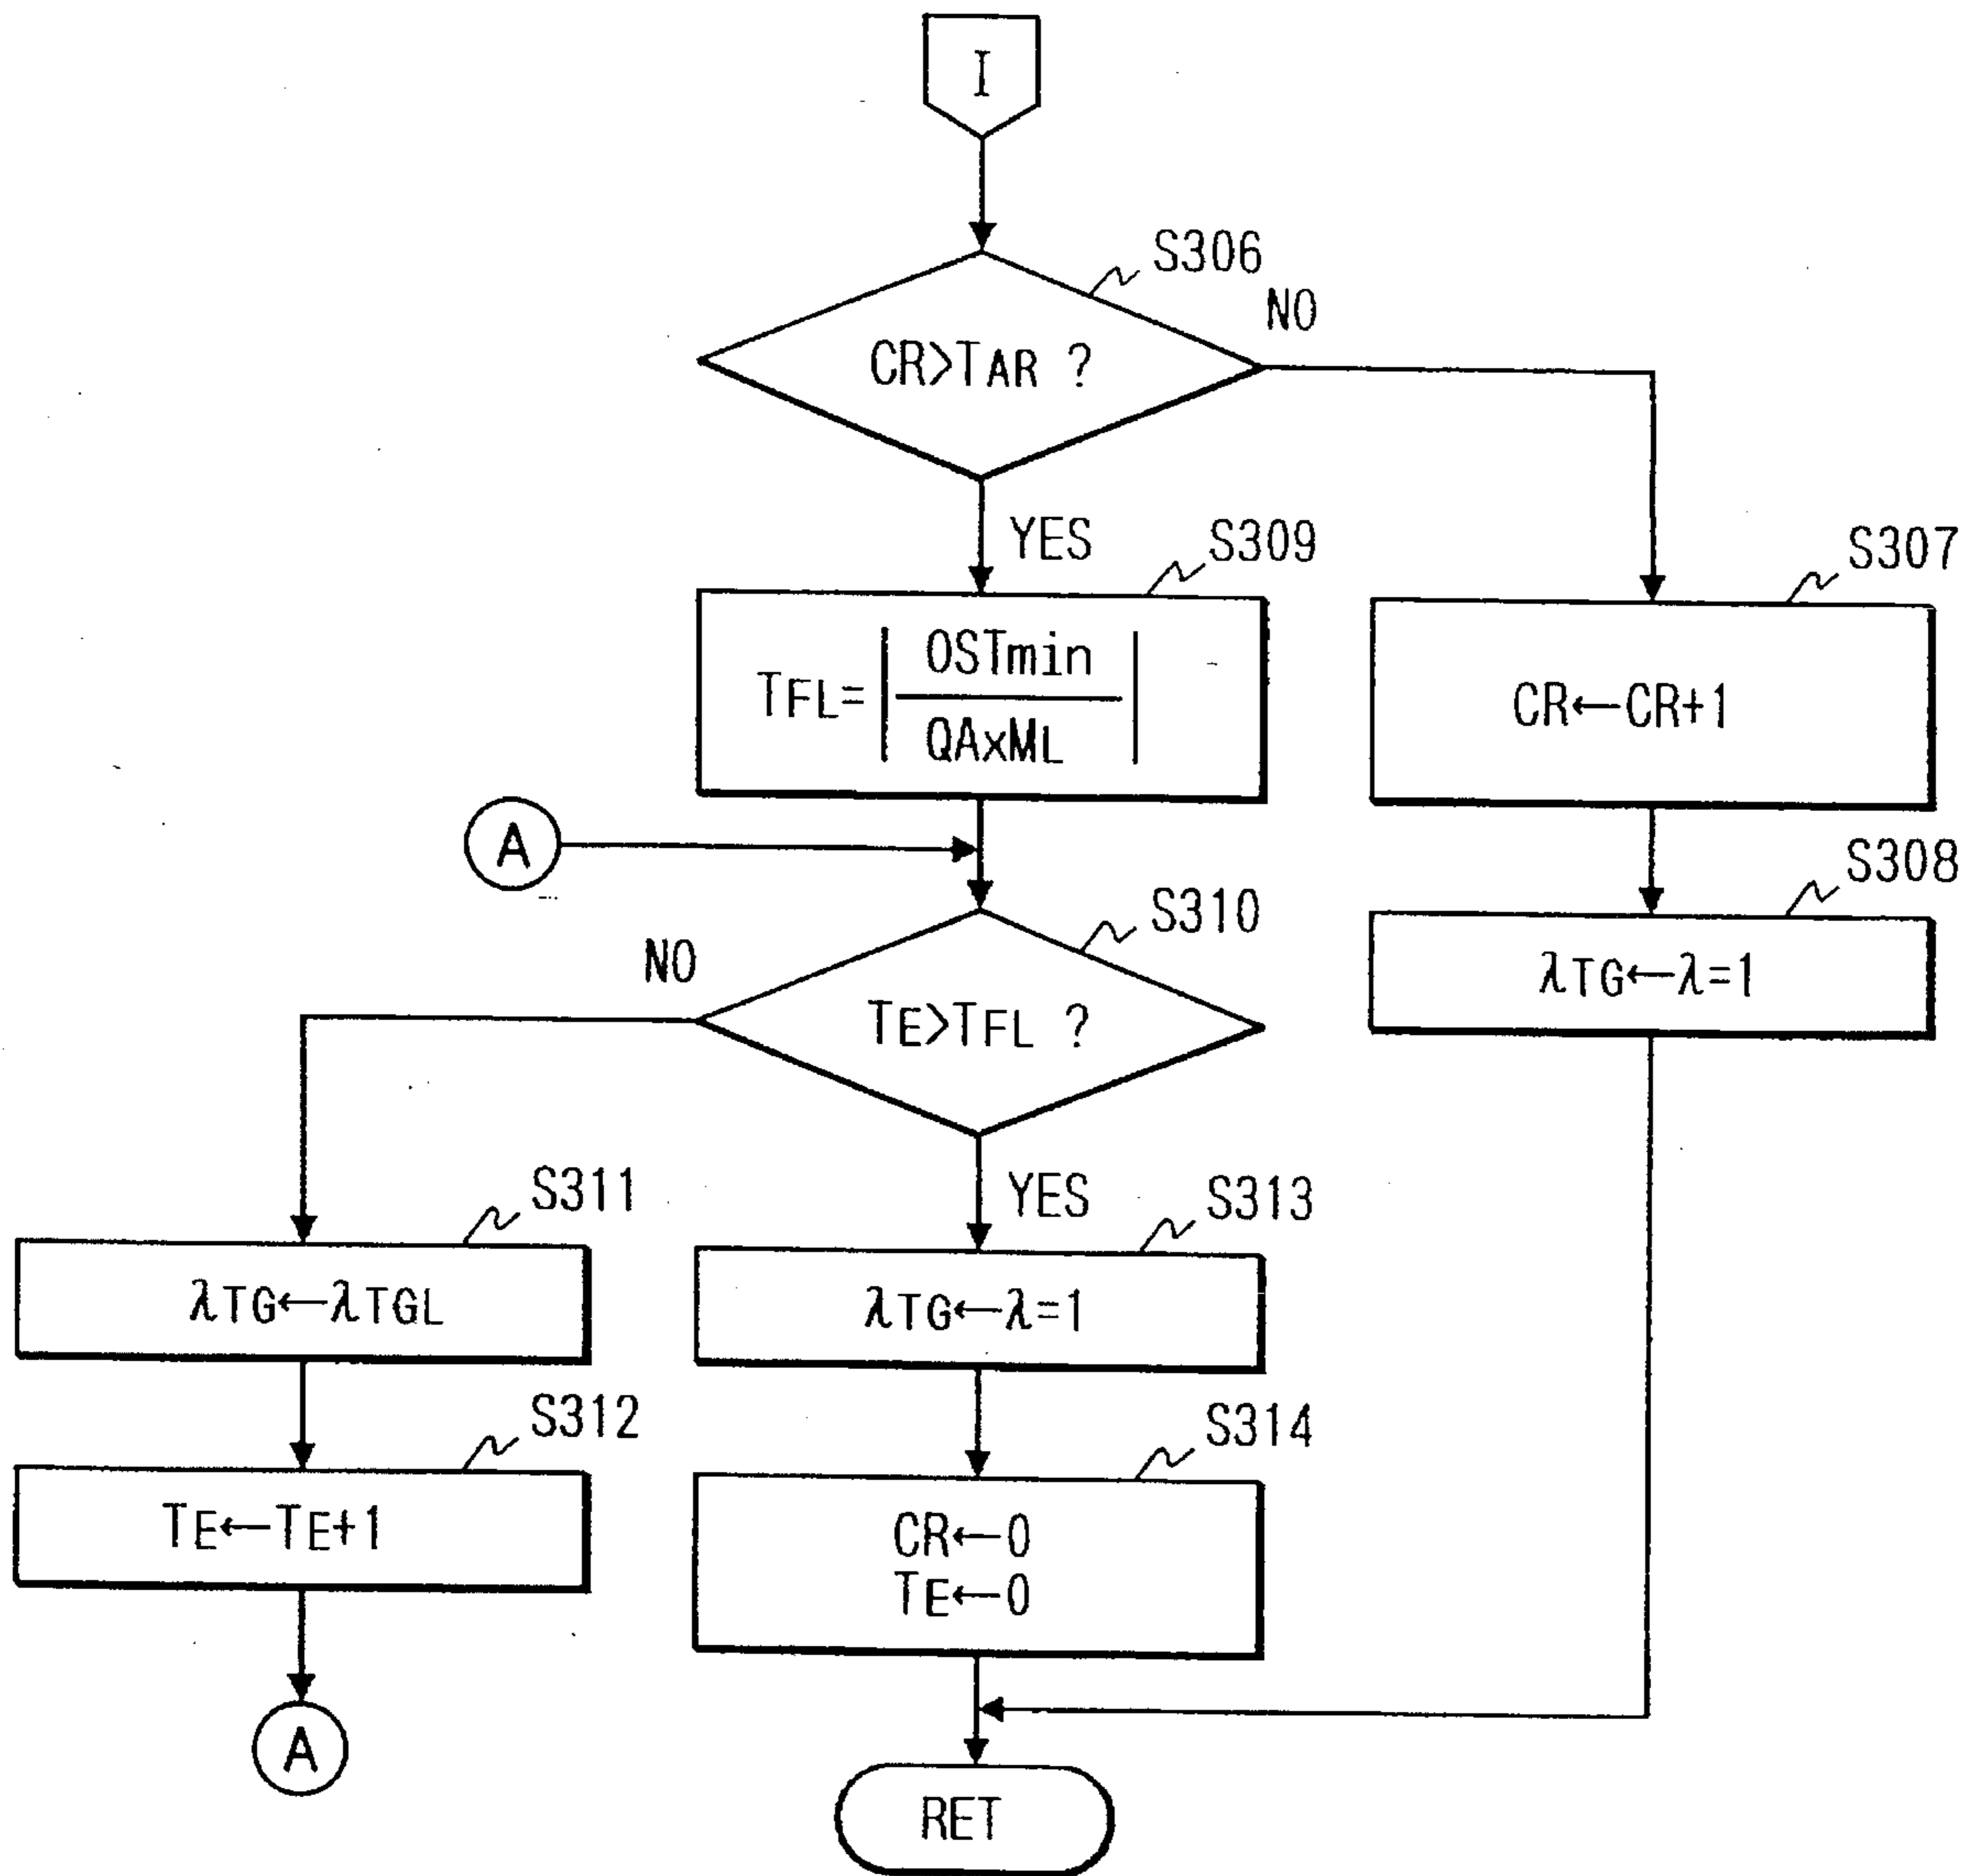 I
S306
NO
CR>TAR ?
YES
S309
S307
TFL=
OSTmin
QAxML
CR←CR+1
A
S308
S310
NO
λTG←λ=1
TE>TFL ?
S311
YES
S313
λTG←λTGL
λTG←λ=1
S312
S314
TE←TE+1
CR←0
TE←0
A
RET